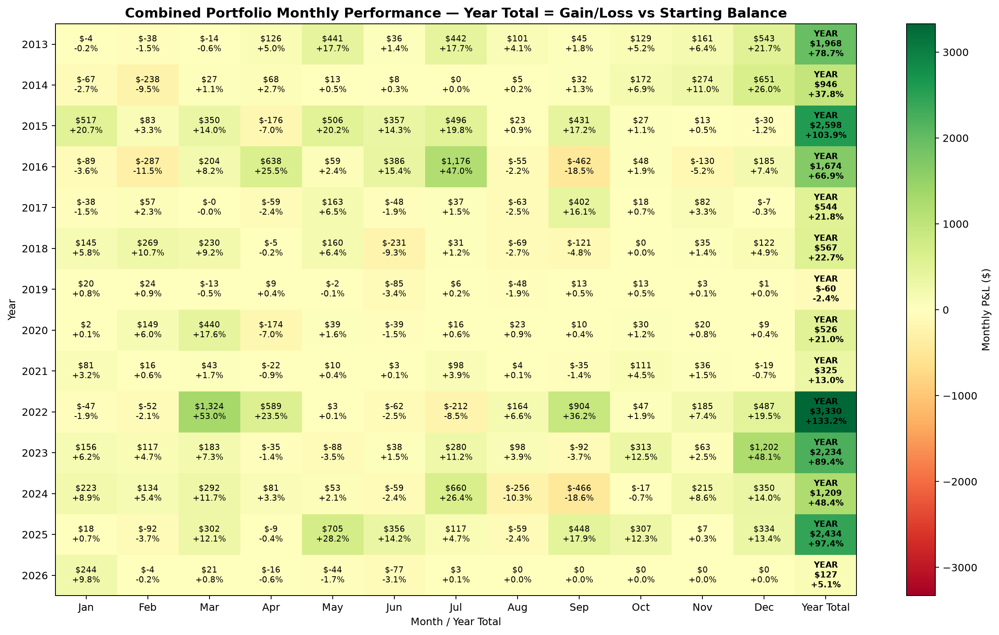 Combined Portfolio Monthly Performance — Year Total = Gain/Loss vs Starting Balance
2013
$-4 $-38 $-14 $126 $441 $36 $442 $101 $45 $129 $161 $543
-0.2% -1.5% -0.6% +5.0% +17.7% +1.4% +17.7% +4.1% +1.8% +5.2% +6.4% +21.7%
YEAR
$1,968
+78.7%
2014
$-67 $-238 $27 $68 $13 $8 $0 $5 $32 $172 $274 $651
-2.7% -9.5% +1.1% +2.7% +0.5% +0.3% +0.0% +0.2% +1.3% +6.9% +11.0% +26.0%
YEAR
$946
+37.8%
2015
$517 $83 $350 $-176 $506 $357 $496 $23 $431 $27 $13 $-30
+20.7% +3.3% +14.0% -7.0% +20.2% +14.3% +19.8% +0.9% +17.2% +1.1% +0.5% -1.2%
YEAR
$2,598
+103.9%
2016
$-89 $-287 $204 $638 $59 $386 $1,176 $-55 $-462 $48 $-130 $185
-3.6% -11.5% +8.2% +25.5% +2.4% +15.4% +47.0% -2.2% -18.5% +1.9% -5.2% +7.4%
YEAR
$1,674
+66.9%
2017
$-38 $57 $-0 $-59 $163 $-48 $37 $-63 $402 $18 $82 $-7
-1.5% +2.3% -0.0% -2.4% +6.5% -1.9% +1.5% -2.5% +16.1% +0.7% +3.3% -0.3%
YEAR
$544
+21.8%
2018
$145 $269 $230 $-5 $160 $-231 $31 $-69 $-121 $0 $35 $122
+5.8% +10.7% +9.2% -0.2% +6.4% -9.3% +1.2% -2.7% -4.8% +0.0% +1.4% +4.9%
YEAR
$567
+22.7%
2019
$20 $24 $-13 $9 $-2 $-85 $6 $-48 $13 $13 $3 $1
+0.8% +0.9% -0.5% +0.4% -0.1% -3.4% +0.2% -1.9% +0.5% +0.5% +0.1% +0.0%
YEAR
$-60
-2.4%
2020
$2 $149 $440 $-174 $39 $-39 $16 $23 $10 $30 $20 $9
+0.1% +6.0% +17.6% -7.0% +1.6% -1.5% +0.6% +0.9% +0.4% +1.2% +0.8% +0.4%
YEAR
$526
+21.0%
2021
$81 $16 $43 $-22 $10 $3 $98 $4 $-35 $111 $36 $-19
+3.2% +0.6% +1.7% -0.9% +0.4% +0.1% +3.9% +0.1% -1.4% +4.5% +1.5% -0.7%
YEAR
$325
+13.0%
2022
$-47 $-52 $1,324 $589 $3 $-62 $-212 $164 $904 $47 $185 $487
-1.9% -2.1% +53.0% +23.5% +0.1% -2.5% -8.5% +6.6% +36.2% +1.9% +7.4% +19.5%
YEAR
$3,330
+133.2%
2023
$156 $117 $183 $-35 $-88 $38 $280 $98 $-92 $313 $63 $1,202
+6.2% +4.7% +7.3% -1.4% -3.5% +1.5% +11.2% +3.9% -3.7% +12.5% +2.5% +48.1%
YEAR
$2,234
+89.4%
2024
$223 $134 $292 $81 $53 $-59 $660 $-256 $-466 $-17 $215 $350
+8.9% +5.4% +11.7% +3.3% +2.1% -2.4% +26.4% -10.3% -18.6% -0.7% +8.6% +14.0%
YEAR
$1,209
+48.4%
2025
$18 $-92 $302 $-9 $705 $356 $117 $-59 $448 $307 $7 $334
+0.7% -3.7% +12.1% -0.4% +28.2% +14.2% +4.7% -2.4% +17.9% +12.3% +0.3% +13.4%
YEAR
$2,434
+97.4%
2026
$244 $-4 $21 $-16 $-44 $-77 $3 $0 $0 $0 $0 $0
+9.8% -0.2% +0.8% -0.6% -1.7% -3.1% +0.1% +0.0% +0.0% +0.0% +0.0% +0.0%
YEAR
$127
+5.1%
Jan Feb Mar Apr May Jun Jul Aug Sep Oct Nov Dec Year Total
Month / Year Total
Year
3000
2000
1000
0
−1000
−2000
−3000
Monthly P&L ($)